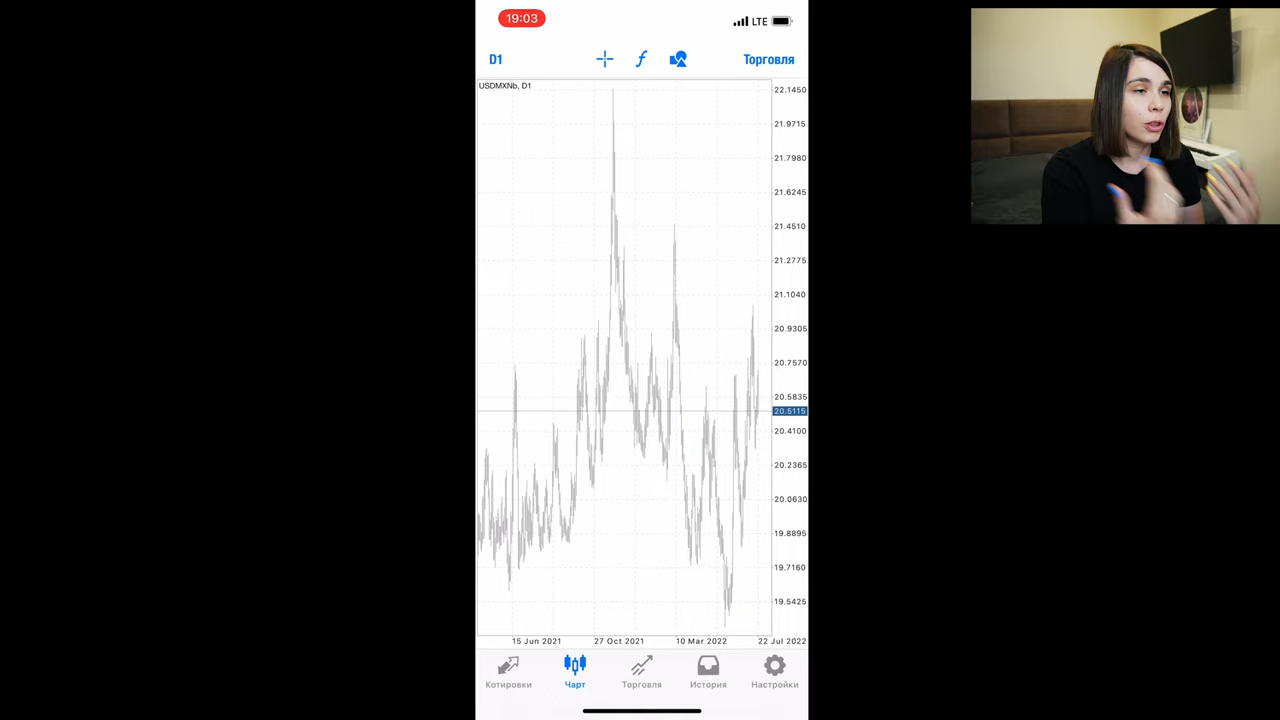 19:03
LTE
D1
f
Торговля
USDMXNb, D1
22.1450
21.9715
21.7980
21.6245
21.4510
21.2775
21.1040
20.9305
20.7570
20.5835
20.5115
20.4100
20.2365
20.0630
19.8895
19.7160
19.5425
15 Jun 2021 27 Oct 2021 10 Mar 2022 22 Jul 2022
Котировки Чарт Торговля История Настройки